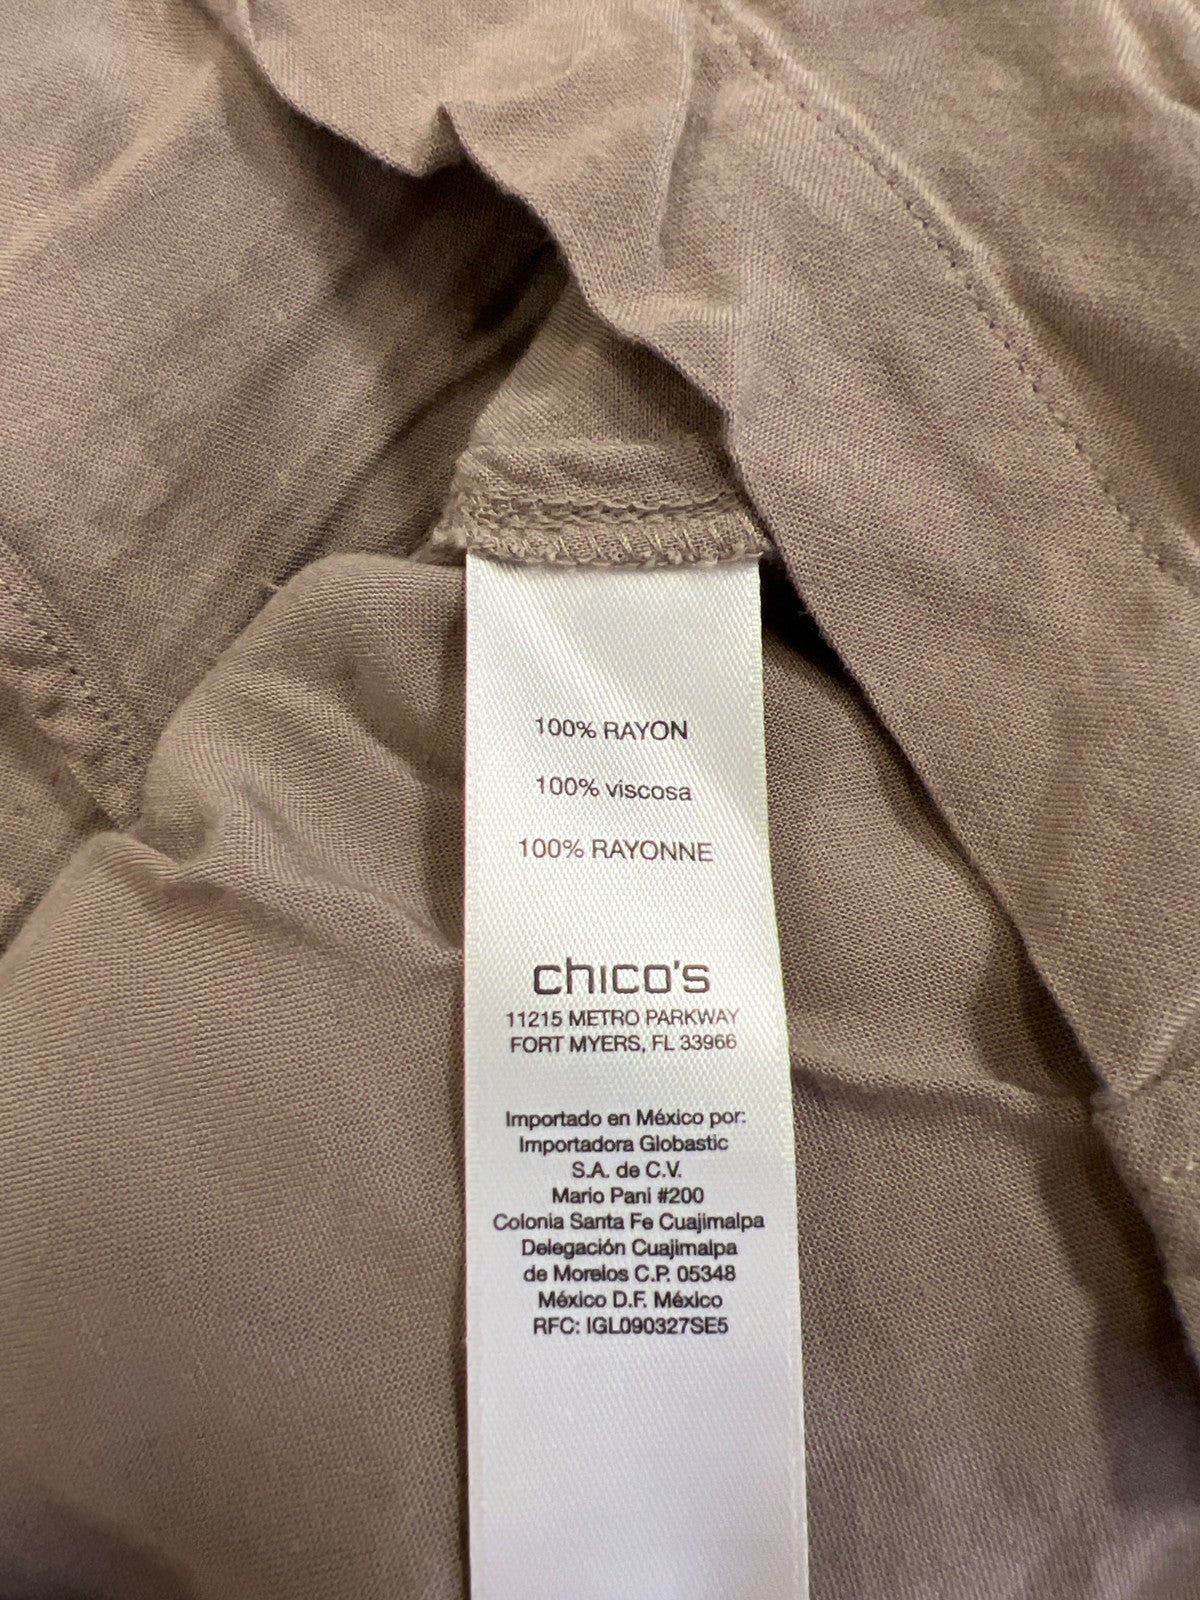 100% RAYON
100% viscosa
100% RAYONNE
chico's
11215 METRO PARKWAY
FORT MYERS, FL 33966
Importado en México por:
Importadora Globastic
S.A. de C.V.
Mario Pani #200
Colonia Santa Fe Cuajimalpa
Delegación Cuajimalpa
de Morelos C.P. 05348
México D.F. México
RFC: IGL090327SE5